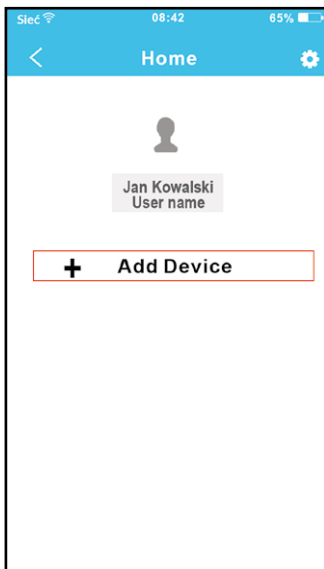 Sieć 08:42 65%
Home
Jan Kowalski
User name
+ Add Device